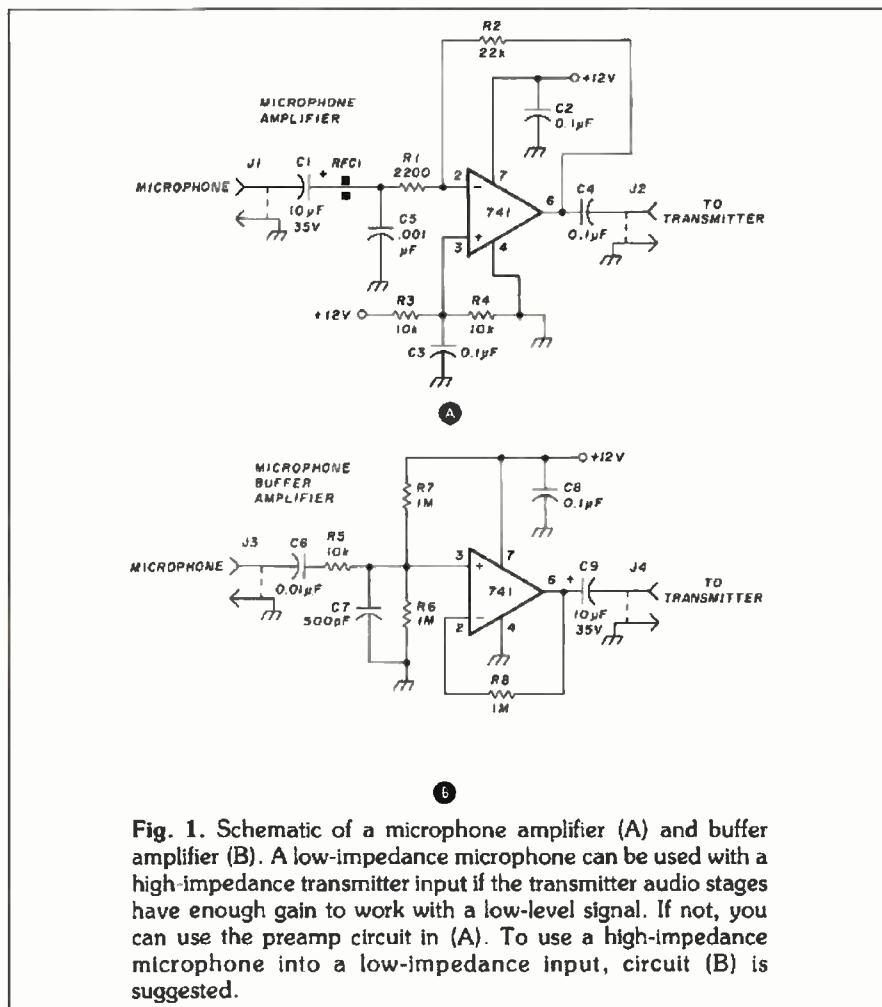 R2
22k
+12V
MICROPHONE
AMPLIFIER
C2
0.1µF
J1
C1
+
RFC1
R1
2200
2
-
7
MICROPHONE
10µF
35V
C5
.001
µF
741
6
C4
0.1µF
J2
TO
TRANSMITTER
3
+
4
+12V
R3
10k
R4
10k
C3
0.1µF
A
MICROPHONE
BUFFER
AMPLIFIER
+12V
R7
1M
C8
0.1µF
J3
C6
R5
10k
MICROPHONE
0.01µF
C7
500pF
R6
1M
3
+
7
741
6
2
-
4
+
C9
10µF
35V
J4
TO
TRANSMITTER
R8
1M
B
Fig. 1. Schematic of a microphone amplifier (A) and buffer
amplifier (B). A low-impedance microphone can be used with a
high-impedance transmitter input if the transmitter audio stages
have enough gain to work with a low-level signal. If not, you
can use the preamp circuit in (A). To use a high-impedance
microphone into a low-impedance input, circuit (B) is
suggested.